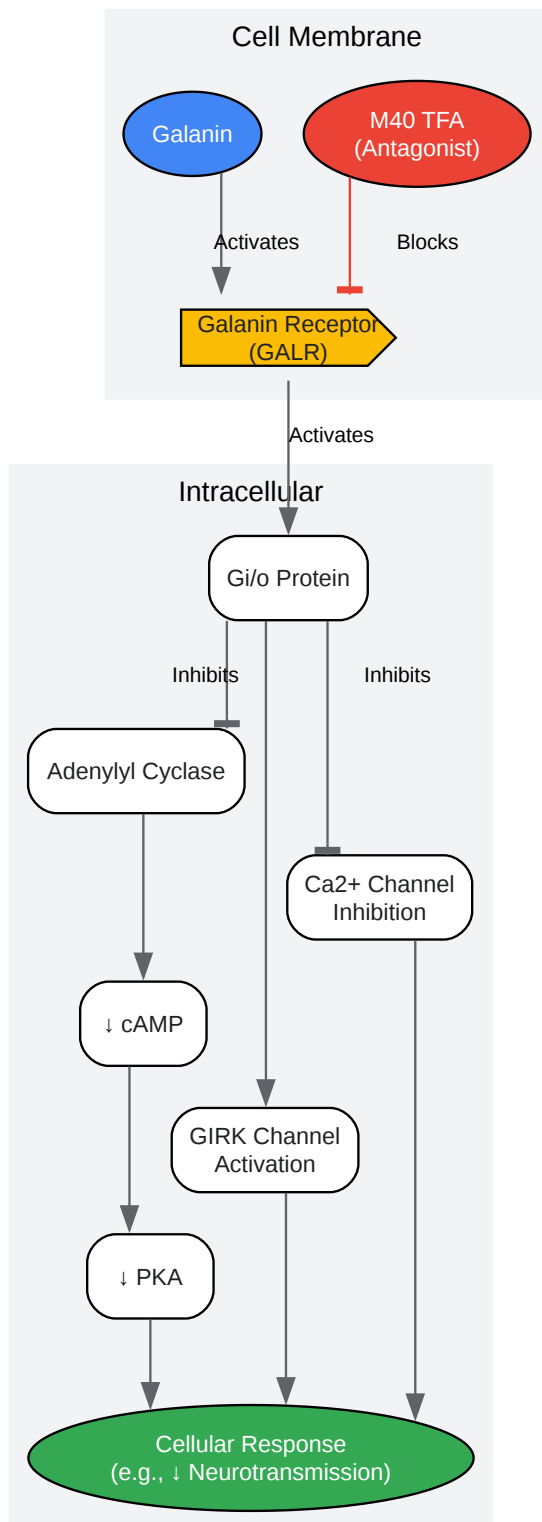 Cell Membrane
Galanin
M40 TFA
(Antagonist)
Activates
Blocks
Galanin Receptor
(GALR)
Activates
Intracellular
Gi/o Protein
Inhibits
Inhibits
Adenylyl Cyclase
Ca2+ Channel
Inhibition
↓ cAMP
GIRK Channel
Activation
↓ PKA
Cellular Response
(e.g., ↓ Neurotransmission)